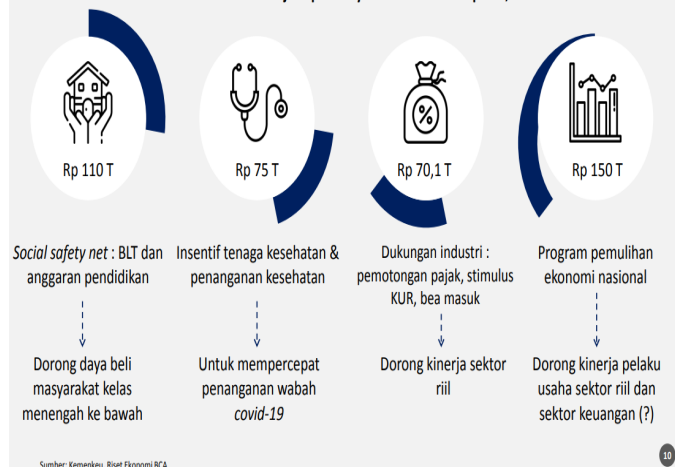 Rp 110 T
Rp 75 T
Rp 70,1 T
Rp 150 T
Social safety net : BLT dan
anggaran pendidikan
Insentif tenaga kesehatan &
penanganan kesehatan
Dukungan industri :
pemotongan pajak, stimulus
KUR, bea masuk
Program pemulihan
ekonomi nasional
Dorong daya beli
masyarakat kelas
menengah ke bawah
Untuk mempercepat
penanganan wabah
covid-19
Dorong kinerja sektor
riil
Dorong kinerja pelaku
usaha sektor riil dan
sektor keuangan (?)
Sumber: Kemenkeu, Riset Ekonomi BCA
10